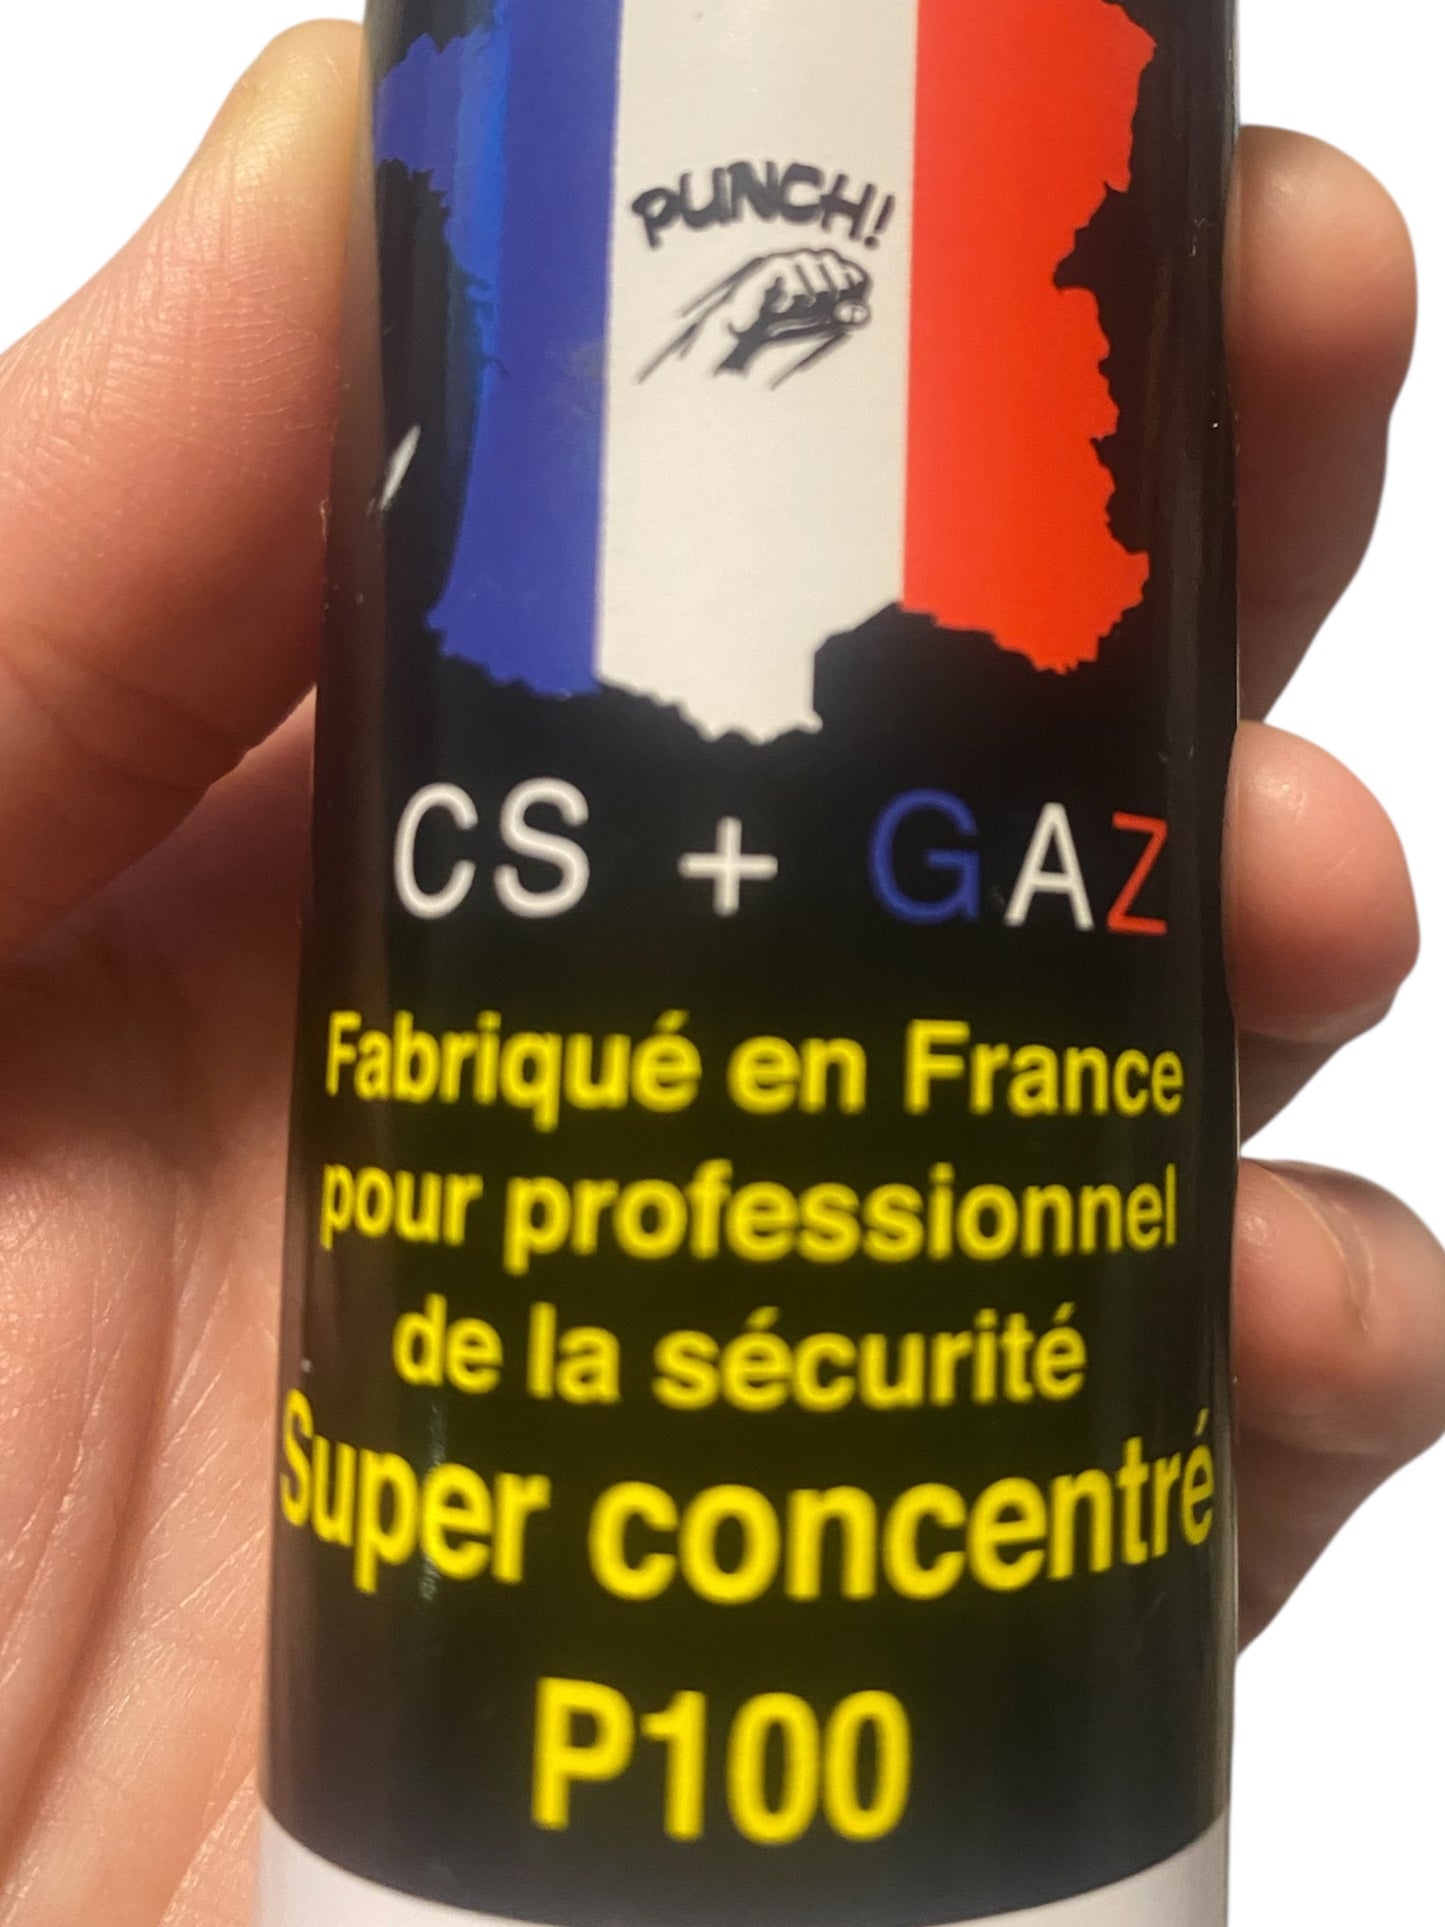 PUNCH!
CS + GAZ
Fabriqué en France
pour professionnel
de la sécurité
Super concentré
P100